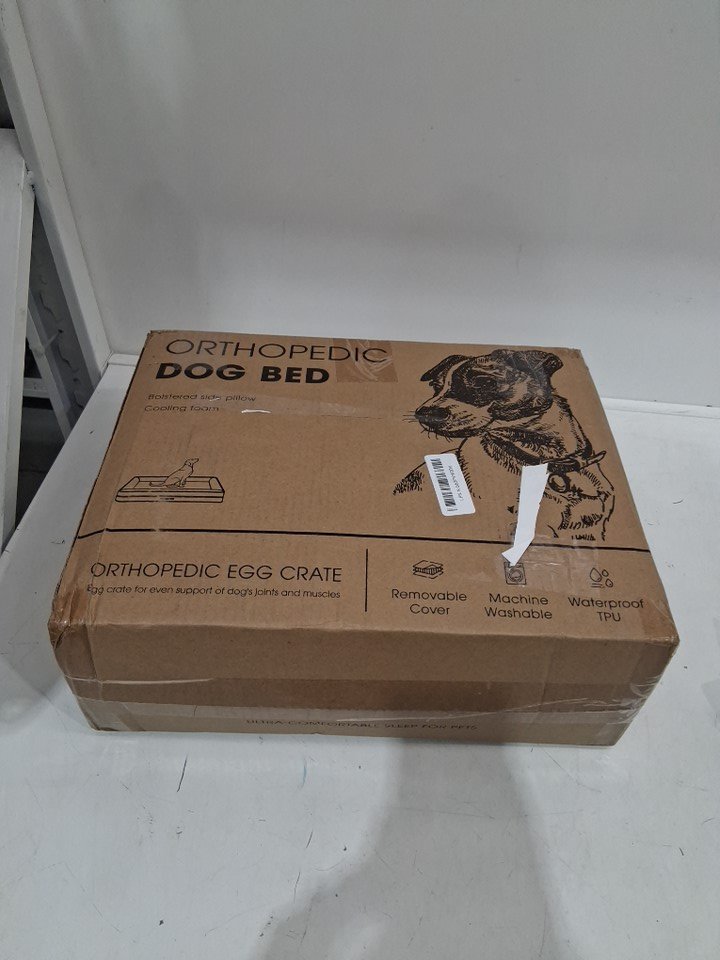 ORTHOPEDIC
DOG BED
Bolstered side pillow
Cooling foam
ORTHOPEDIC EGG CRATE
Egg crate for even support of dog's joints and muscles
Removable
Cover
Machine
Washable
Waterproof
TPU
ULTRA-COMFORTABLE SLEEP FOR PETS